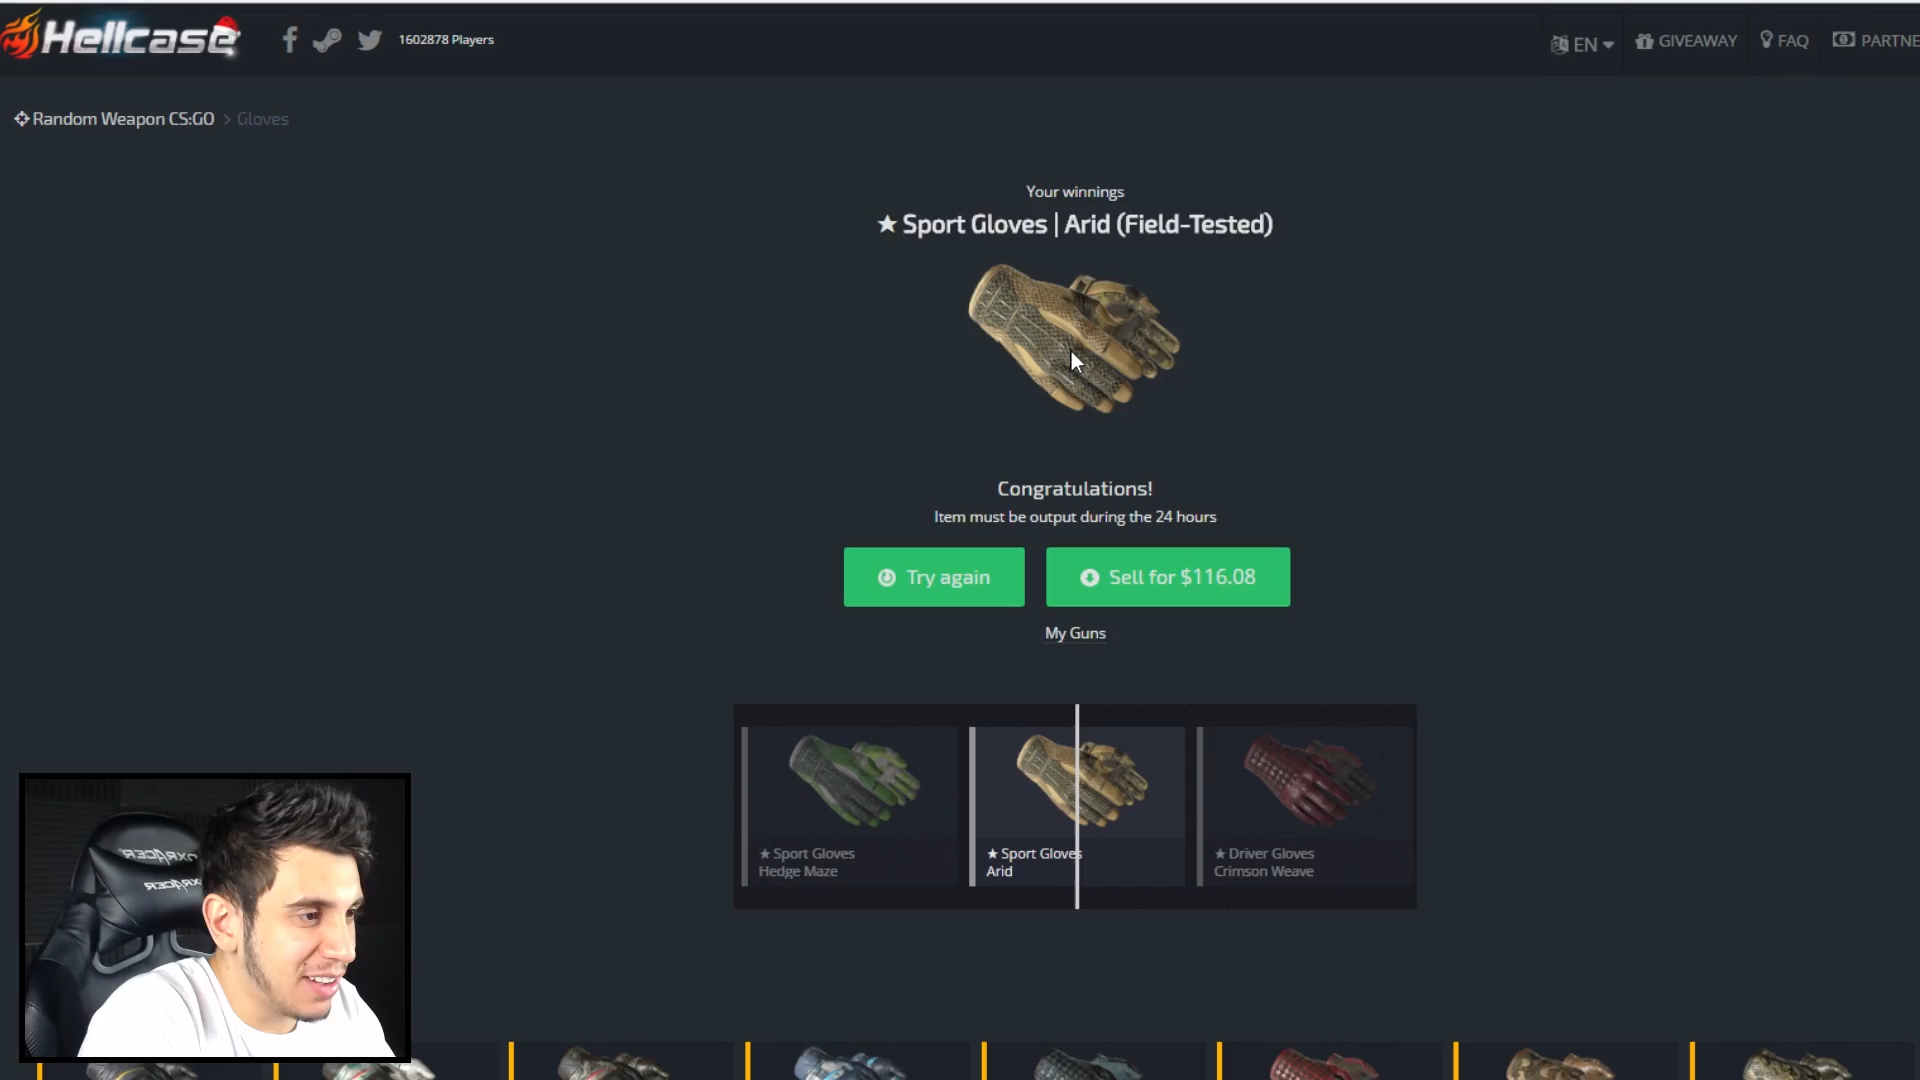 Hellcase
1602878 Players
EN
GIVEAWAY
FAQ
PARTNE
Random Weapon CS:GO > Gloves
Your winnings
★ Sport Gloves | Arid (Field-Tested)
Congratulations!
Item must be output during the 24 hours
Try again
Sell for $116.08
My Guns
★ Sport Gloves
Hedge Maze
★ Sport Gloves
Arid
★ Driver Gloves
Crimson Weave